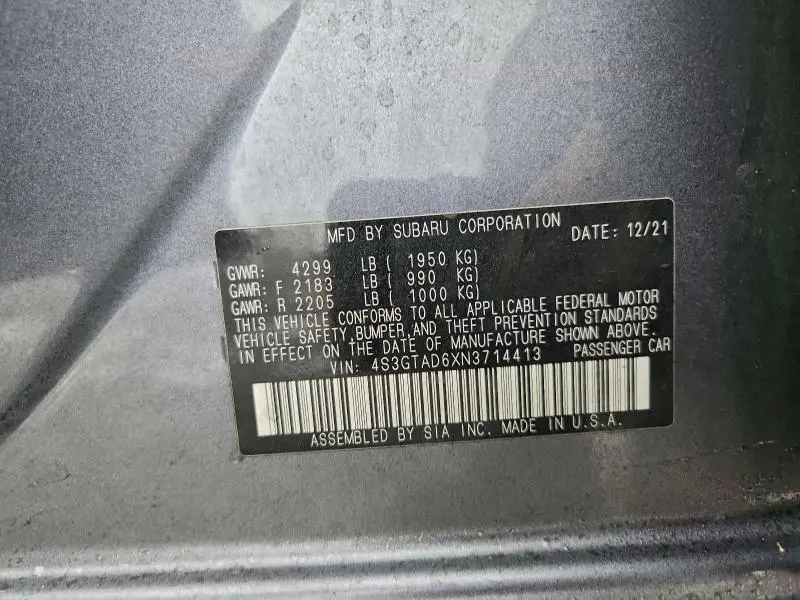 MFD BY SUBARU CORPORATION DATE: 12/21
GVWR: 4299 LB ( 1950 KG)
GAWR: F 2183 LB ( 990 KG)
GAWR: R 2205 LB ( 1000 KG)
THIS VEHICLE CONFORMS TO ALL APPLICABLE FEDERAL MOTOR
VEHICLE SAFETY,BUMPER,AND THEFT PREVENTION STANDARDS
IN EFFECT ON THE DATE OF MANUFACTURE SHOWN ABOVE.
VIN: 4S3GTAD6XN3714413 PASSENGER CAR
ASSEMBLED BY SIA INC. MADE IN U.S.A.